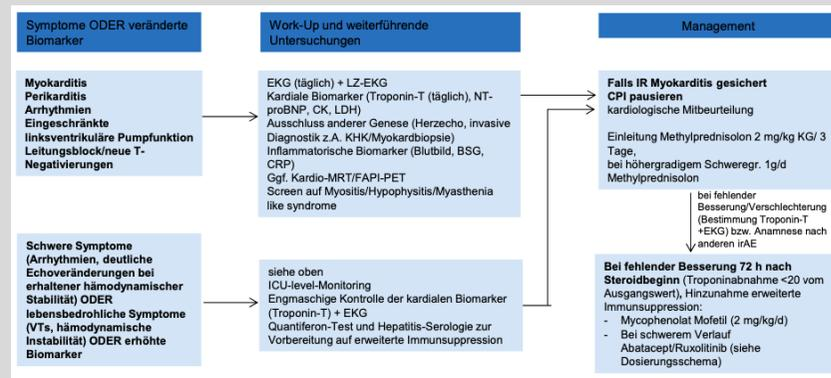 Symptome ODER veränderte
Biomarker
Work-Up und weiterführende
Untersuchungen
Management
Myokarditis
Perikarditis
Arrhythmien
Eingeschränkte
linksventrikuläre Pumpfunktion
Leitungsblock/neue T-
Negativierungen
EKG (täglich) + LZ-EKG
Kardiale Biomarker (Troponin-T (täglich), NT-
proBNP, CK, LDH)
Ausschluss anderer Genese (Herzecho, invasive
Diagnostik z.A. KHK/Myokardbiopsie)
Inflammatorische Biomarker (Blutbild, BSG,
CRP)
Ggf. Kardio-MRT/FAPI-PET
Screen auf Myositis/Hypophysitis/Myasthenia
like syndrome
Falls IR Myokarditis gesichert
CPI pausieren
kardiologische Mitbeurteilung
Einleitung Methylprednisolon 2 mg/kg KG/ 3
Tage,
bei höhergradigem Schweregr. 1g/d
Methylprednisolon
bei fehlender
Besserung/Verschlechterung
(Bestimmung Troponin-T
+EKG) bzw. Anamnese nach
anderen irAE
Schwere Symptome
(Arrhythmien, deutliche
Echoveränderungen bei
erhaltener hämodynamischer
Stabilität) ODER
lebensbedrohliche Symptome
(VTs, hämodynamische
Instabilität) ODER erhöhte
Biomarker
siehe oben
ICU-level-Monitoring
Engmaschige Kontrolle der kardialen Biomarker
(Troponin-T) + EKG
Quantiferon-Test und Hepatitis-Serologie zur
Vorbereitung auf erweiterte Immunsuppression
Bei fehlender Besserung 72 h nach
Steroidbeginn (Troponinabnahme <20 vom
Ausgangswert), Hinzunahme erweiterte
Immunsuppression:
- Mycophenolat Mofetil (2 mg/kg/d)
- Bei schwerem Verlauf
Abatacept/Ruxolitinib (siehe
Dosierungsschema)